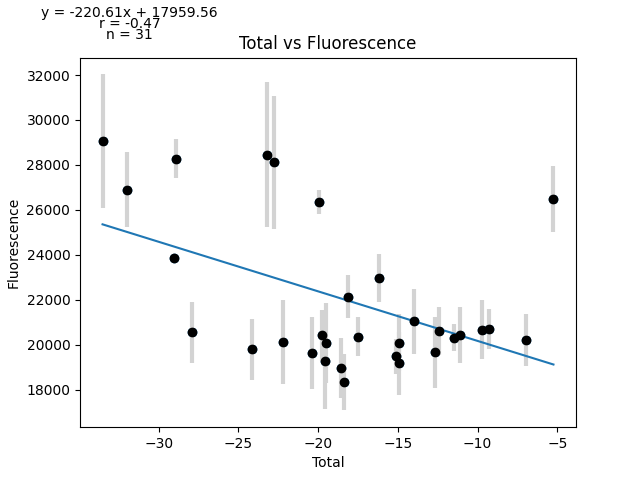 y = -220.61x + 17959.56
r = -0.47
n = 31
Total vs Fluorescence
32000
30000
28000
26000
24000
22000
20000
18000
Fluorescence
−30
−25
−20
−15
−10
−5
Total